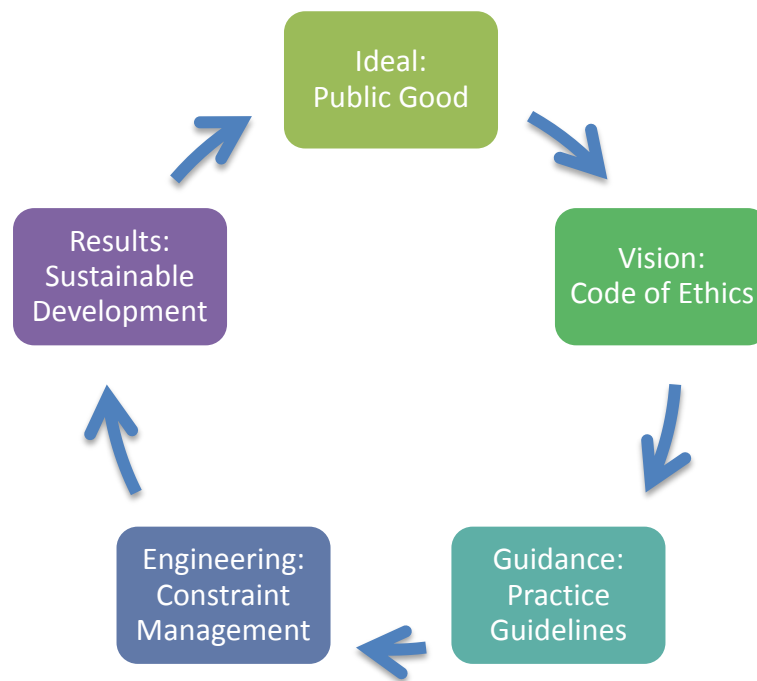 Ideal:
Public Good
Vision:
Code of Ethics
Guidance:
Practice
Guidelines
Engineering:
Constraint
Management
Results:
Sustainable
Development